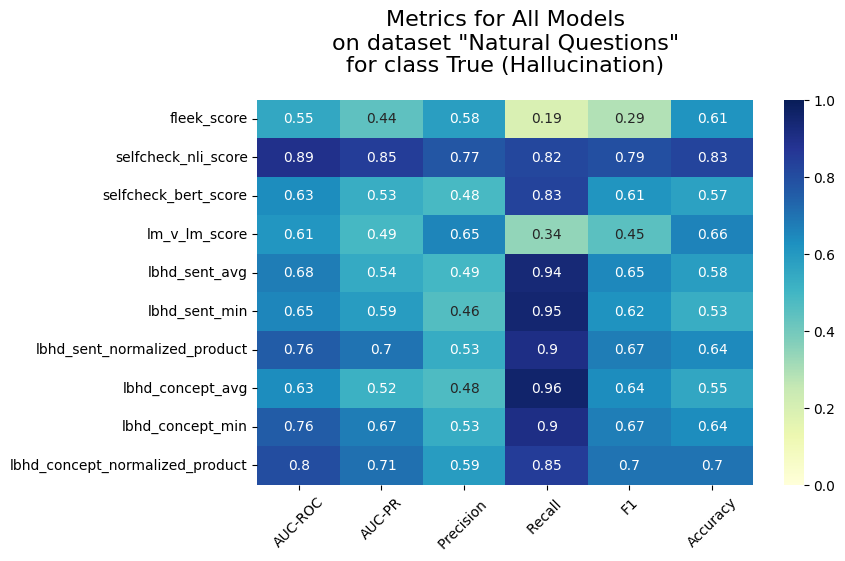 Metrics for All Models
on dataset "Natural Questions"
for class True (Hallucination)
fleek_score 0.55 0.44 0.58 0.19 0.29 0.61
selfcheck_nli_score 0.89 0.85 0.77 0.82 0.79 0.83
selfcheck_bert_score 0.63 0.53 0.48 0.83 0.61 0.57
lm_v_lm_score 0.61 0.49 0.65 0.34 0.45 0.66
lbhd_sent_avg 0.68 0.54 0.49 0.94 0.65 0.58
lbhd_sent_min 0.65 0.59 0.46 0.95 0.62 0.53
lbhd_sent_normalized_product 0.76 0.7 0.53 0.9 0.67 0.64
lbhd_concept_avg 0.63 0.52 0.48 0.96 0.64 0.55
lbhd_concept_min 0.76 0.67 0.53 0.9 0.67 0.64
lbhd_concept_normalized_product 0.8 0.71 0.59 0.85 0.7 0.7
AUC-ROC AUC-PR Precision Recall F1 Accuracy
1.0
0.8
0.6
0.4
0.2
0.0